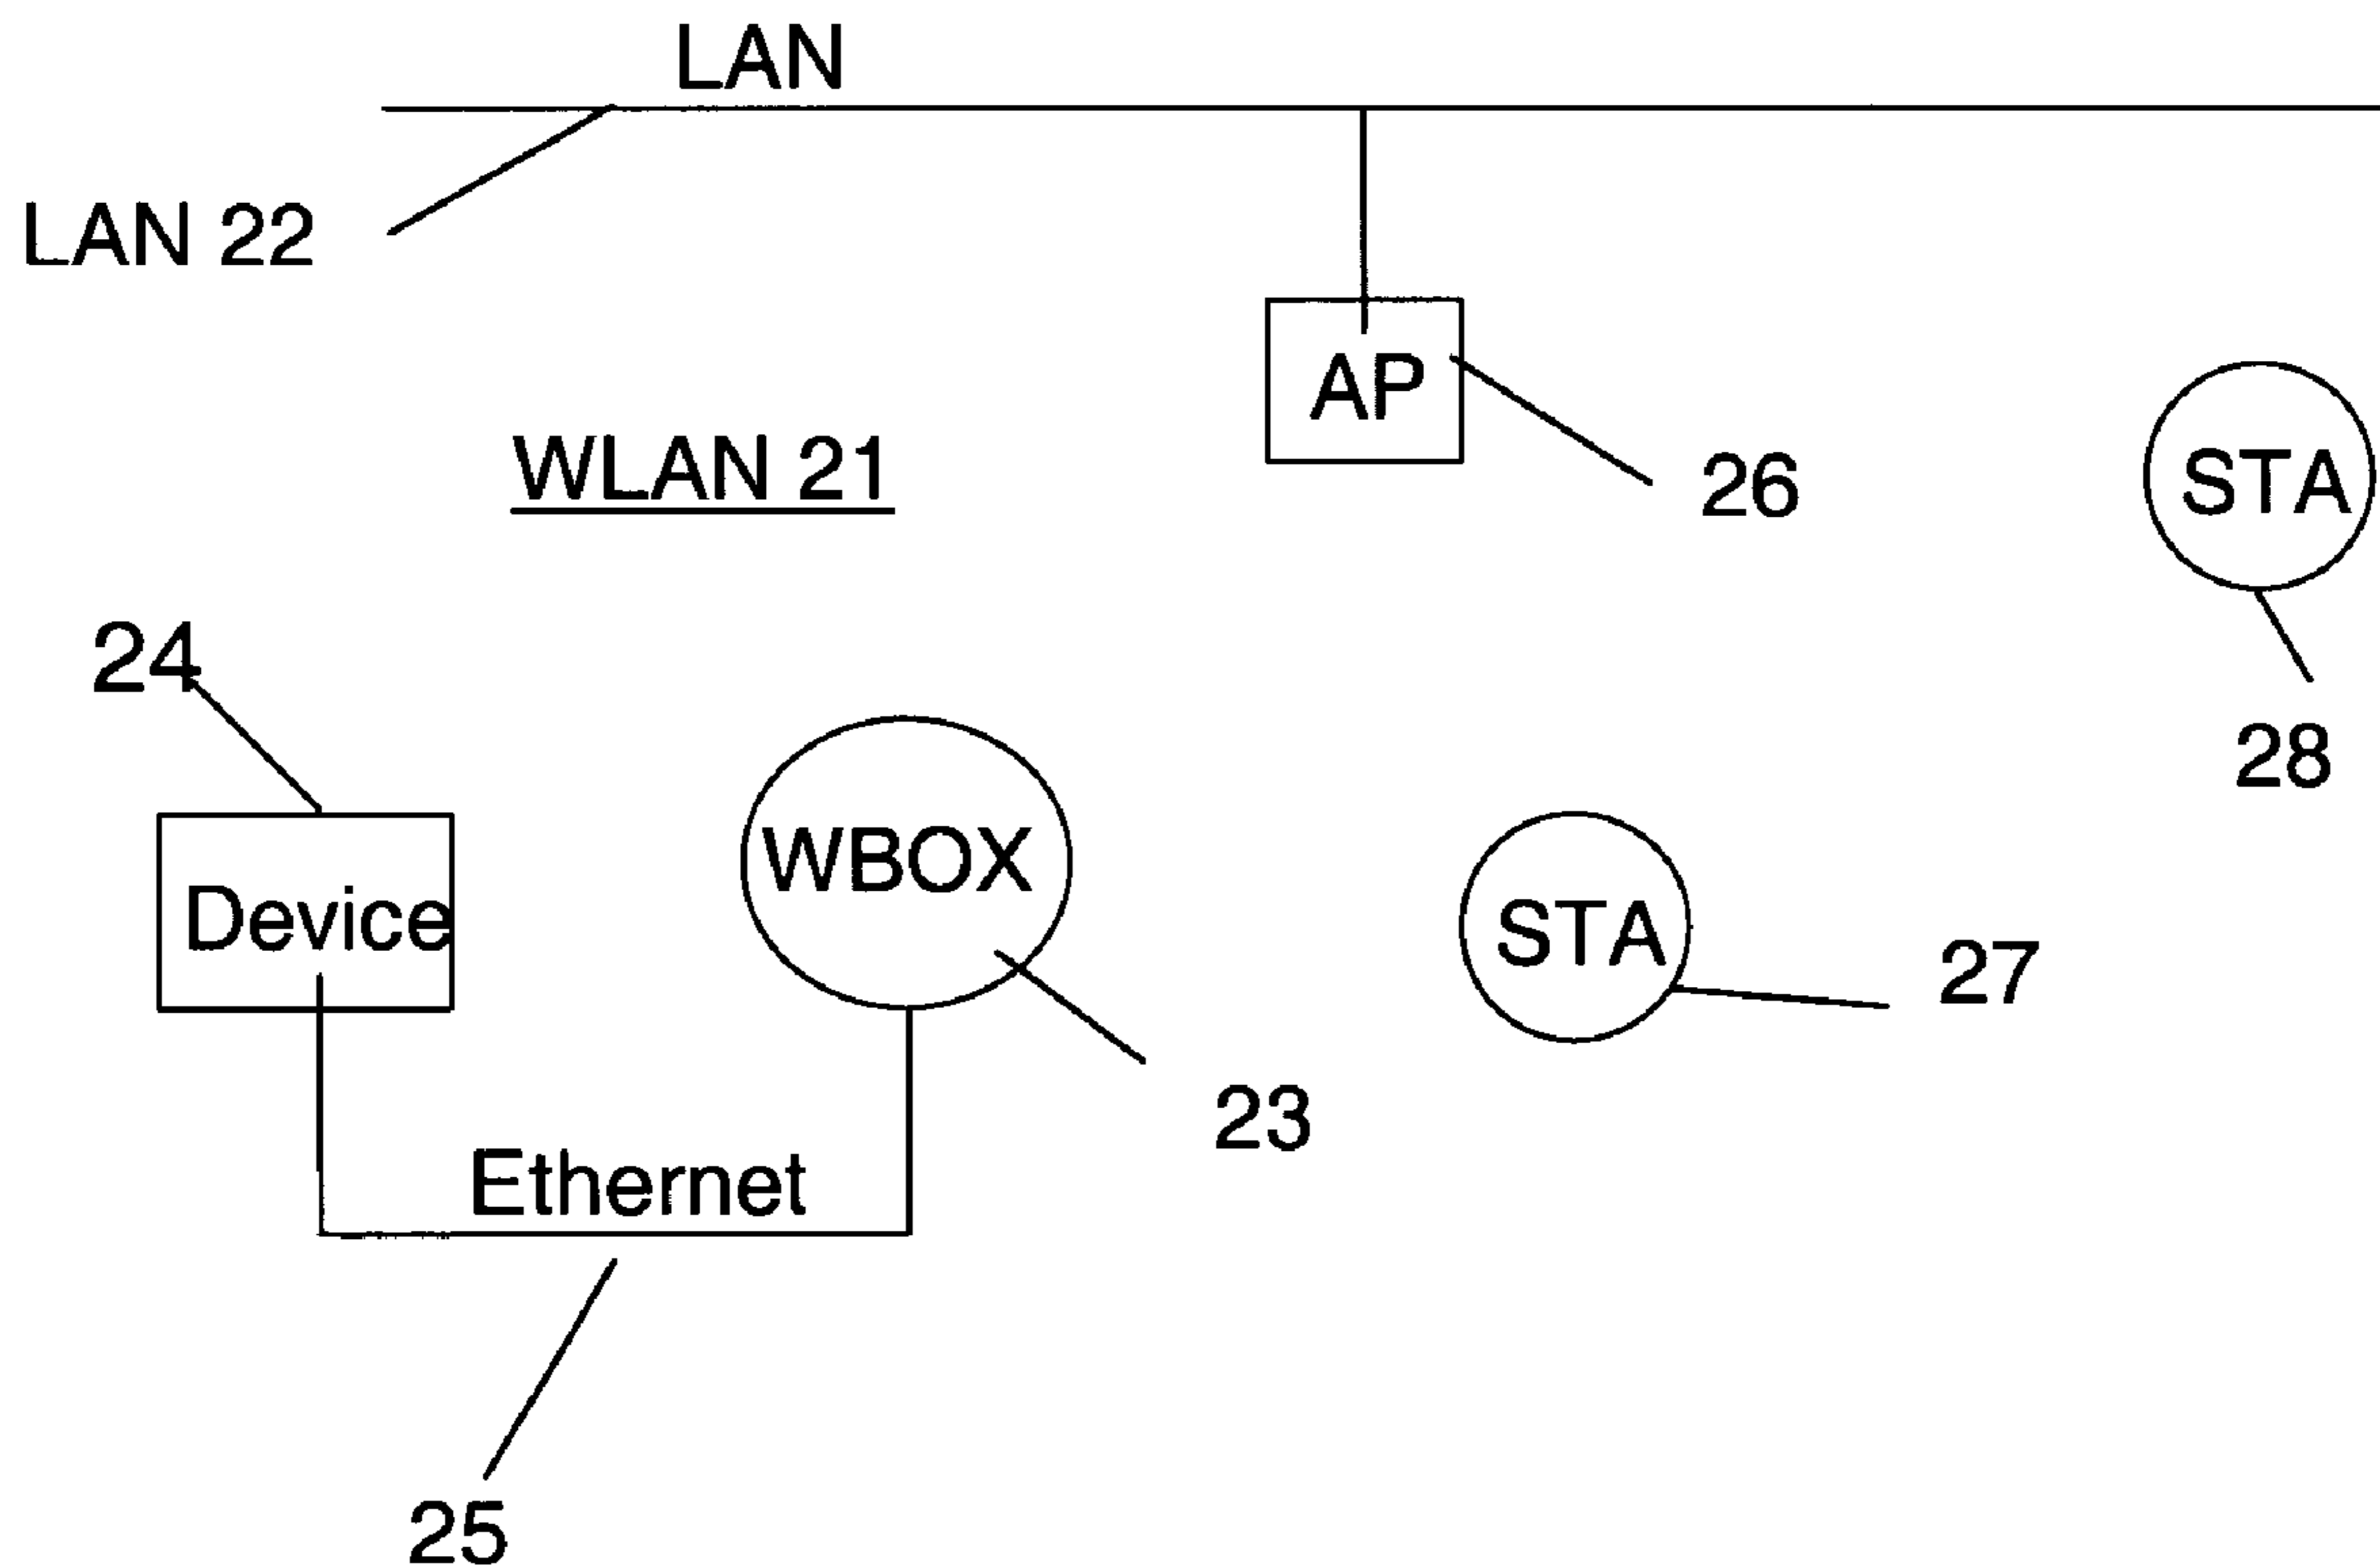 LAN
LAN 22
AP
WLAN 21
26
STA
24
28
WBOX
Device
STA
27
23
Ethernet
25